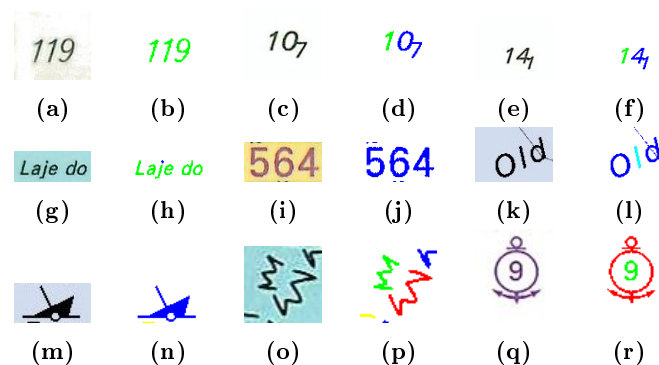 119 119 107 107 14₁ 14₁
(a) (b) (c) (d) (e) (f)
Laje do Laje do 564 564 Old Old
(g) (h) (i) (j) (k) (l)
9 9
(m) (n) (o) (p) (q) (r)